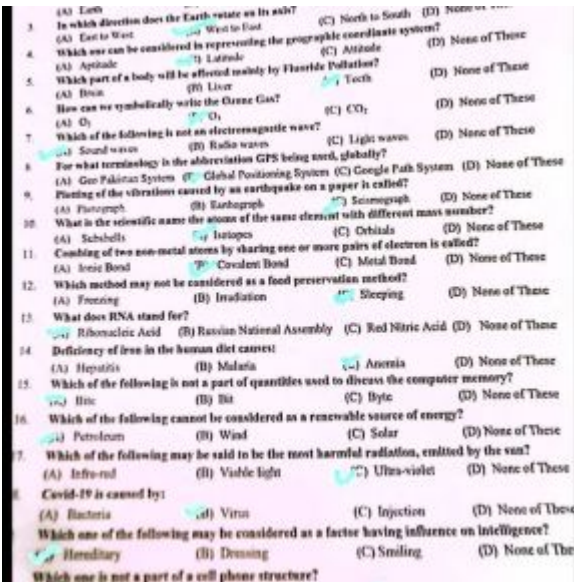 (A) Earth
3. In which direction does the Earth rotate on its axis?
(A) East to West West to East (C) North to South (D) None of These
4. Which one can be considered in representing the geographic coordinate system?
(A) Aptitude Latitude (C) Altitude (D) None of These
5. Which part of a body will be affected mainly by Fluoride Pollution?
(A) Brain (B) Liver Teeth (D) None of These
6. How can we symbolically write the Ozone Gas?
(A) O₂ O₃ (C) CO₂ (D) None of These
7. Which of the following is not an electromagnetic wave?
Sound waves (B) Radio waves (C) Light waves (D) None of These
8. For what terminology is the abbreviation GPS being used, globally?
(A) Geo Pakistan System Global Positioning System (C) Google Path System (D) None of These
9. Plotting of the vibrations caused by an earthquake on a paper is called?
(A) (B) Earthograph Seismograph (D) None of These
10. What is the scientific name the atoms of the same element with different mass number?
(A) Subshells Isotopes (C) Orbitals (D) None of These
11. Combing of two non-metal atoms by sharing one or more pairs of electron is called?
(A) Ionic Bond (B) Covalent Bond (C) Metal Bond (D) None of These
12. Which method may not be considered as a food preservation method?
(A) Freezing (B) Irradiation Sleeping (D) None of These
13. What does RNA stand for?
Ribonucleic Acid (B) Russian National Assembly (C) Red Nitric Acid (D) None of These
14. Deficiency of iron in the human diet causes:
(A) Hepatitis (B) Malaria Anemia (D) None of These
15. Which of the following is not a part of quantities used to discuss the computer memory?
(B) Bit (C) Byte (D) None of These
16. Which of the following cannot be considered as a renewable source of energy?
Petroleum (B) Wind (C) Solar (D) None of These
7. Which of the following may be said to be the most harmful radiation, emitted by the sun?
(A) Infra-red (B) Visible light (C) Ultra-violet (D) None of These
Covid-19 is caused by:
(A) Bacteria Virus (C) Injection (D) None of These
Which one of the following may be considered as a factor having influence on intelligence?
Hereditary (B) Dressing (C) Smiling (D) None of The
Which one is not a part of a cell phone structure?